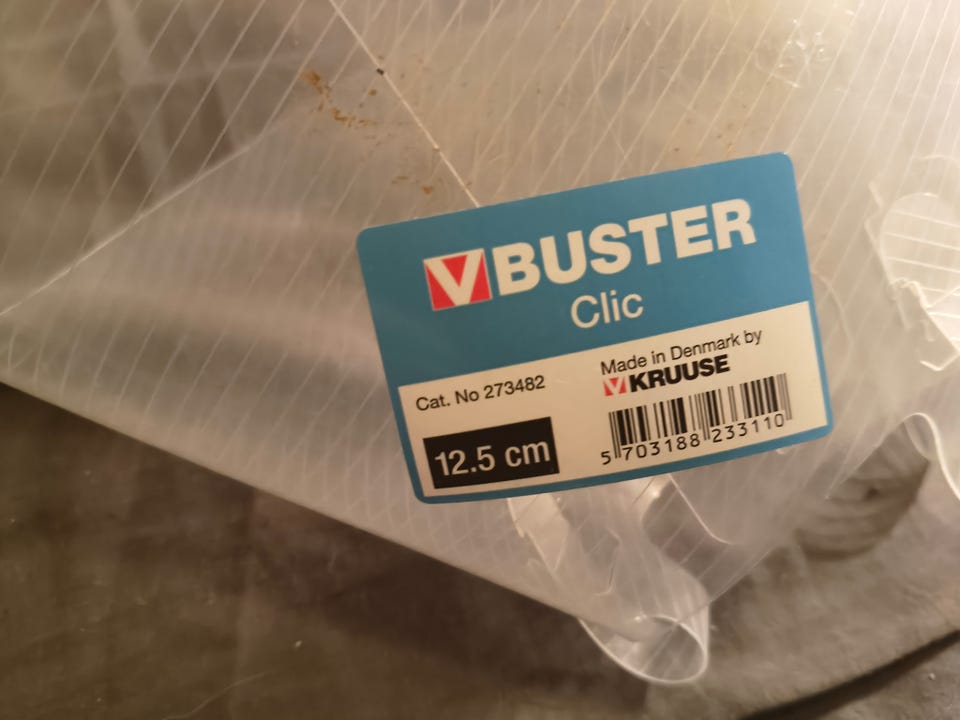 V BUSTER
Clic
Cat. No 273482
Made in Denmark by
V KRUUSE
12.5 cm
5 703188 233110